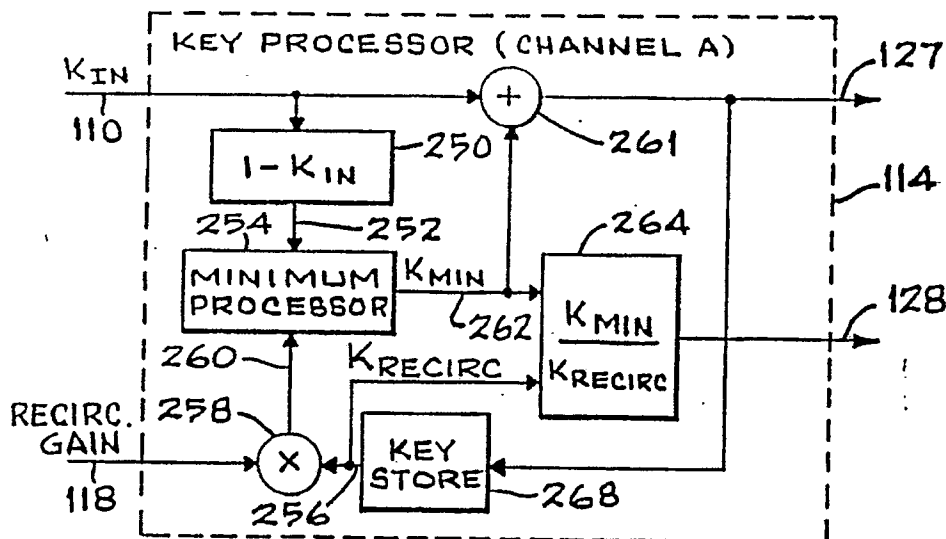 KEY PROCESSOR (CHANNEL A)
127
KIN
110
+
261
250
1-KIN
114
254
252
264
MINIMUM
PROCESSOR
KMIN
262
KMIN
KRECIRC
128
260
KRECIRC
RECIRC.
GAIN
258
118
×
KEY
STORE
256
268